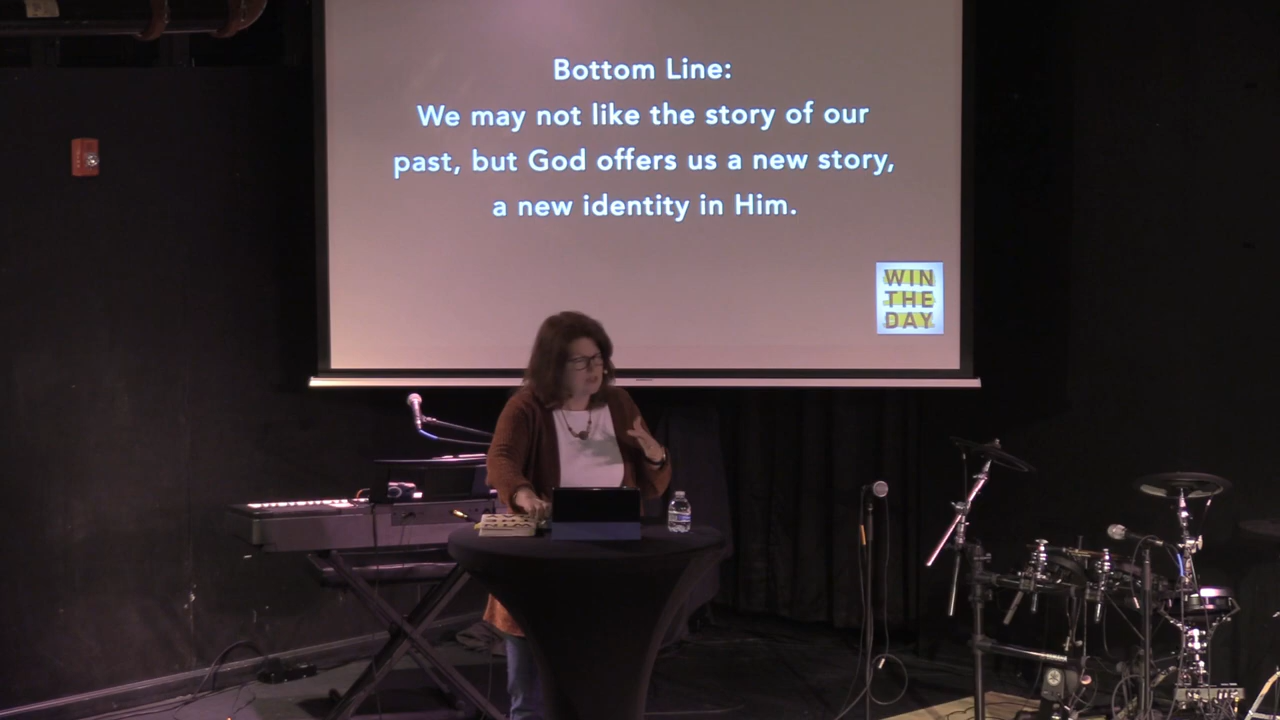 Bottom Line:
We may not like the story of our
past, but God offers us a new story,
a new identity in Him.
WIN
THE
DAY